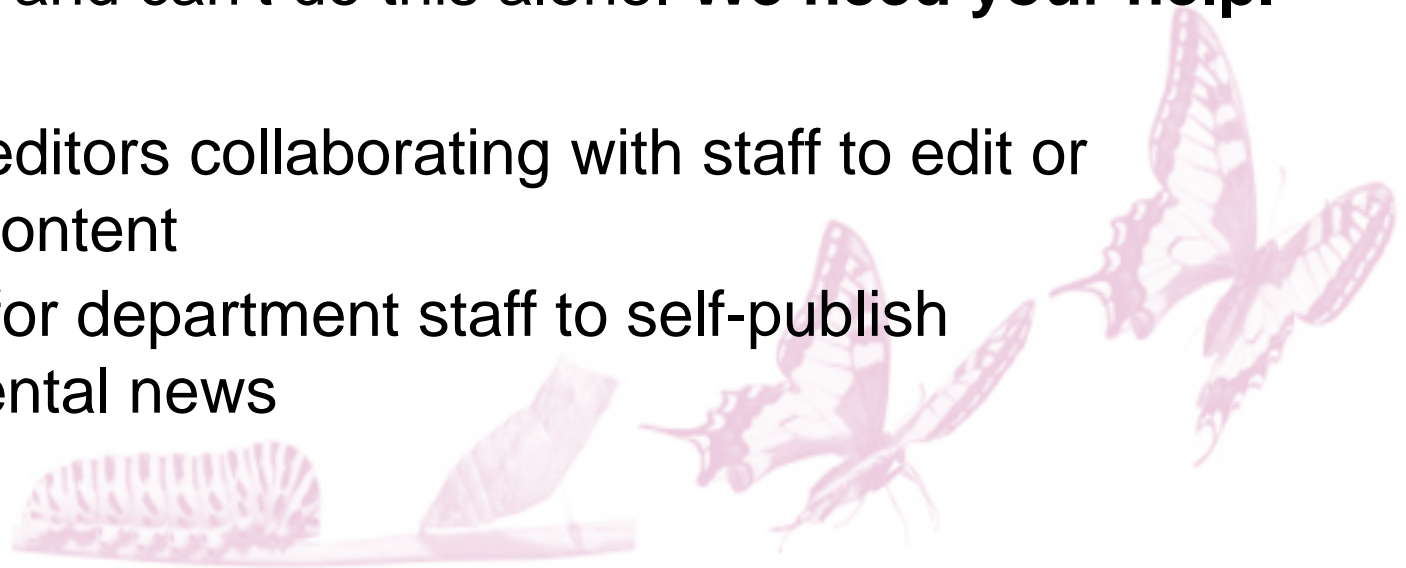 and can't do this alone. We need your help.
editors collaborating with staff to edit or
ontent
for department staff to self-publish
ental news